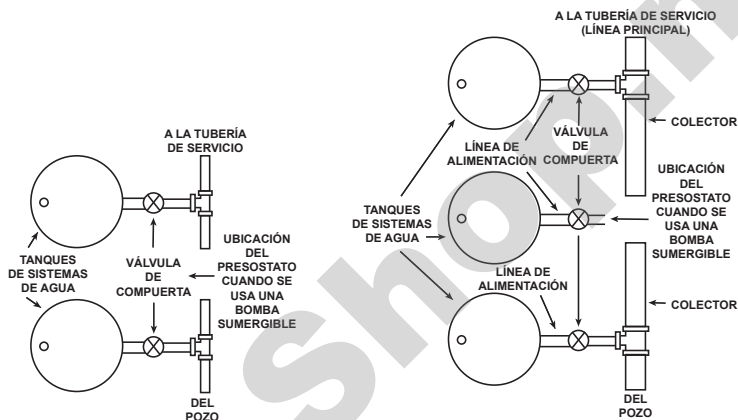 A LA TUBERÍA
DE SERVICIO
TANQUES
DE SISTEMAS
DE AGUA
VÁLVULA
DE
COMPUERTA
UBICACIÓN
DEL
PRESOSTATO
CUANDO SE
USA UNA
BOMBA
SUMERGIBLE
DEL
POZO
A LA TUBERÍA DE SERVICIO
(LÍNEA PRINCIPAL)
COLECTOR
LÍNEA DE
ALIMENTACIÓN
VÁLVULA
DE
COMPUERTA
TANQUES
DE SISTEMAS
DE AGUA
UBICACIÓN
DEL
PRESOSTATO
CUANDO SE
USA UNA
BOMBA
SUMERGIBLE
LÍNEA DE
ALIMENTACIÓN
COLECTOR
DEL
POZO